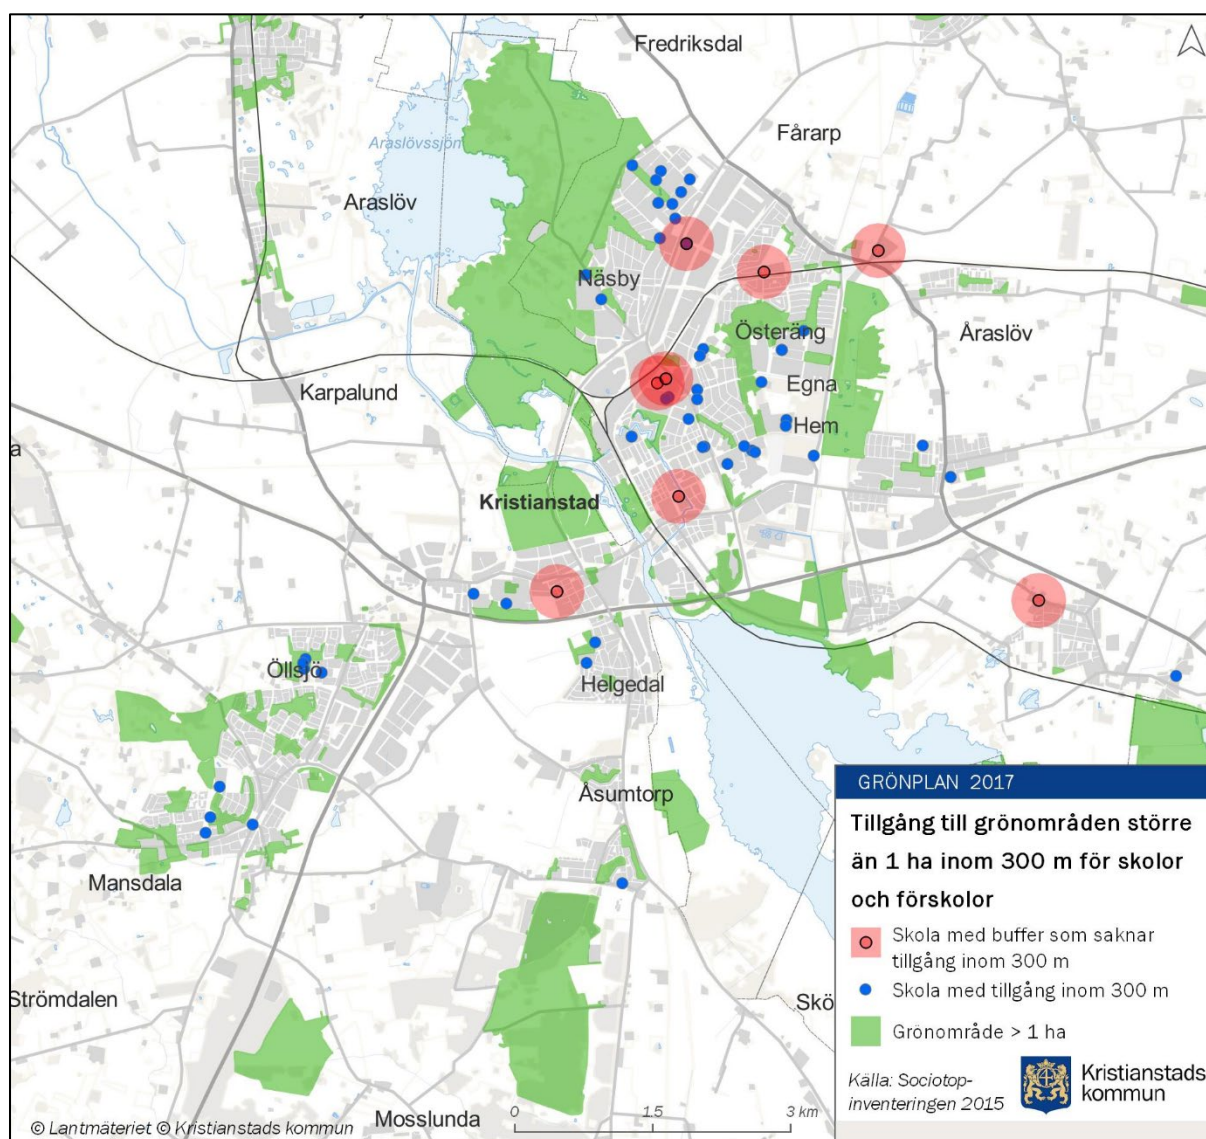 Fredriksdal
Fårarp
Araslövssjön
Araslöv
Näsby
Österäng
Åraslöv
Karpalund
Egna
Hem
a
Kristianstad
Öllsjö
Helgedal
Åsumtorp
Mansdala
Strömdalen
Skö
Mosslunda
GRÖNPLAN 2017
Tillgång till grönområden större
än 1 ha inom 300 m för skolor
och förskolor
Skola med buffer som saknar
tillgång inom 300 m
Skola med tillgång inom 300 m
Grönområde > 1 ha
Källa: Sociotop-
inventeringen 2015
Kristianstads
kommun
0 1.5 3 km
© Lantmäteriet © Kristianstads kommun